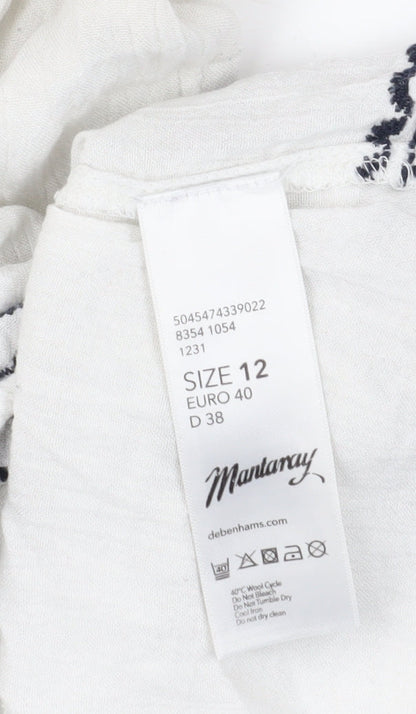 5045474339022
8354 1054
1231
SIZE 12
EURO 40
D 38
Mantaray
debenhams.com
40
40°C Wool Cycle
Do Not Bleach
Do Not Tumble Dry
Cool Iron
Do not dry clean